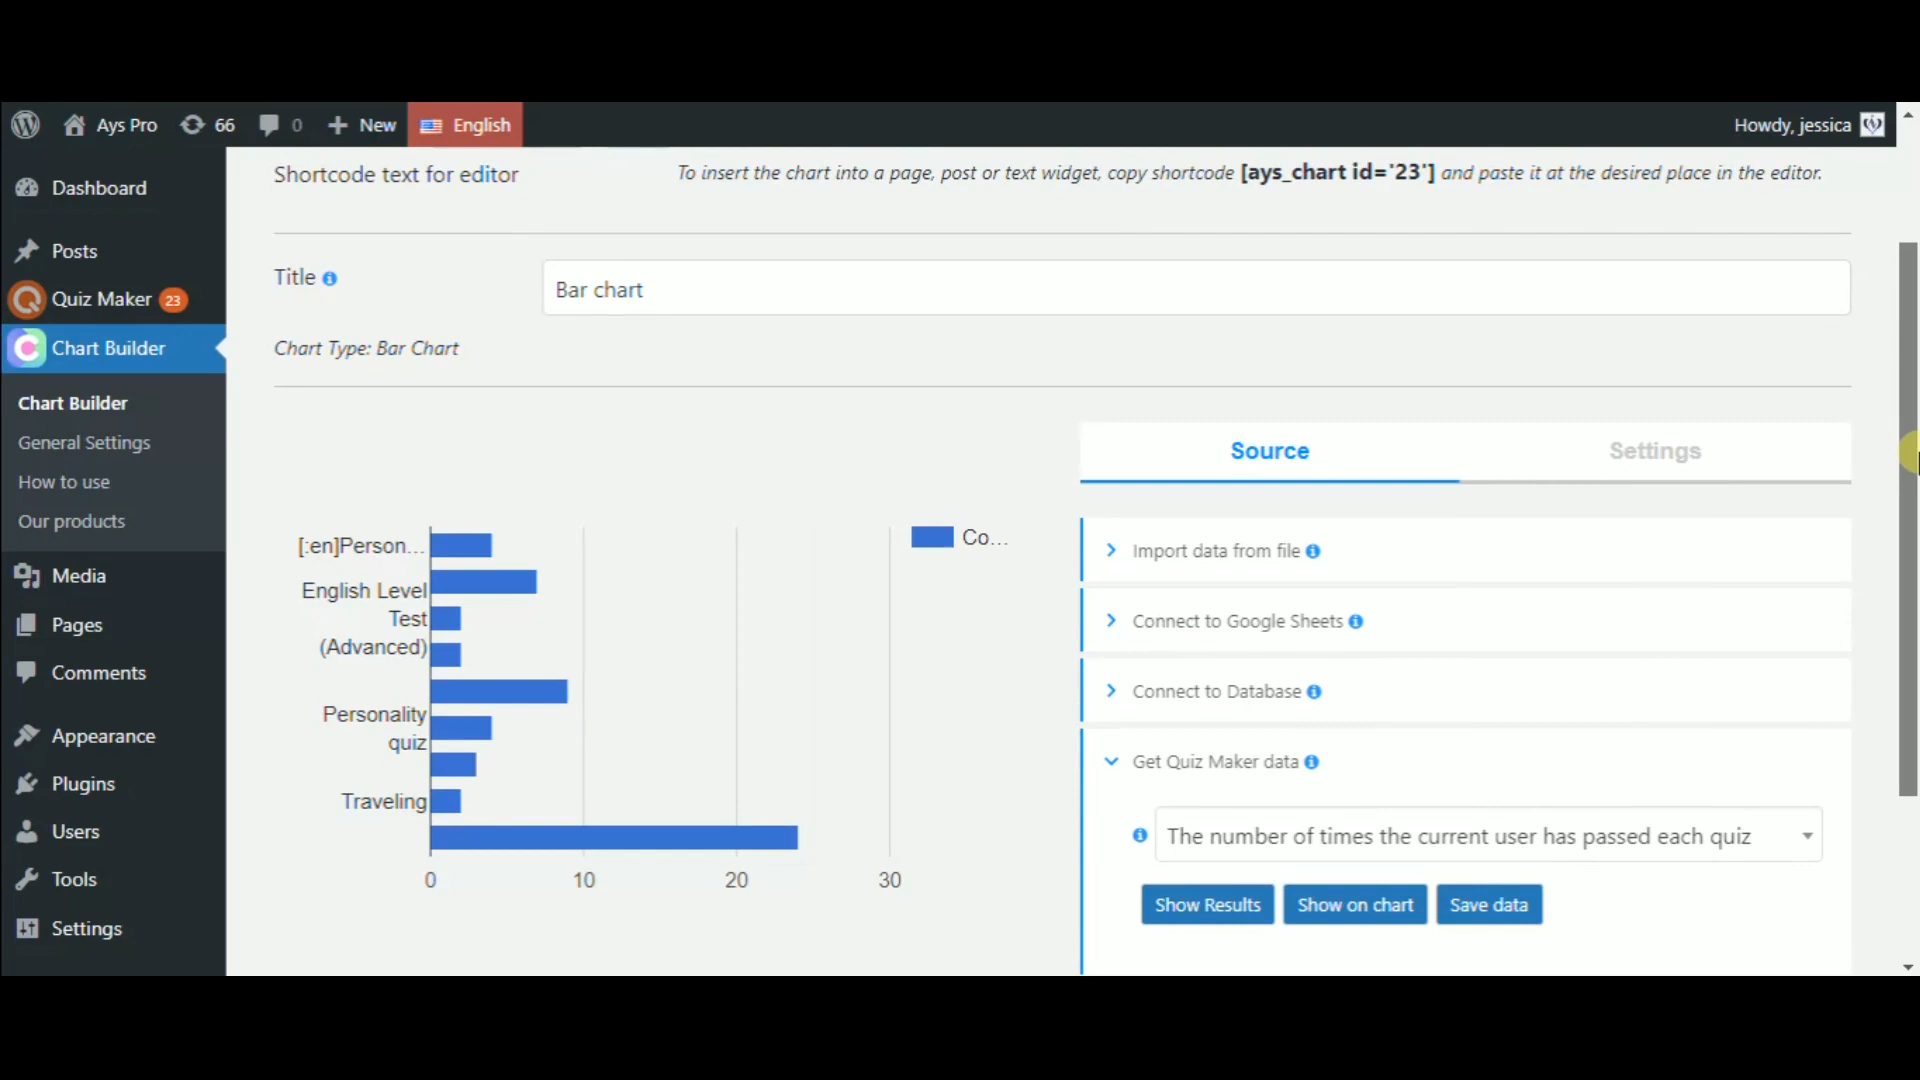 Ays Pro 66 0 New English Howdy, jessica
Dashboard
Posts
Quiz Maker 23
Chart Builder
Chart Builder
General Settings
How to use
Our products
Media
Pages
Comments
Appearance
Plugins
Users
Tools
Settings
Shortcode text for editor
To insert the chart into a page, post or text widget, copy shortcode [ays_chart id='23'] and paste it at the desired place in the editor.
Title
Bar chart
Chart Type: Bar Chart
[:en]Person...
English Level
Test
(Advanced)
Personality
quiz
Traveling
0 10 20 30
Co...
Source Settings
Import data from file
Connect to Google Sheets
Connect to Database
Get Quiz Maker data
The number of times the current user has passed each quiz
Show Results Show on chart Save data